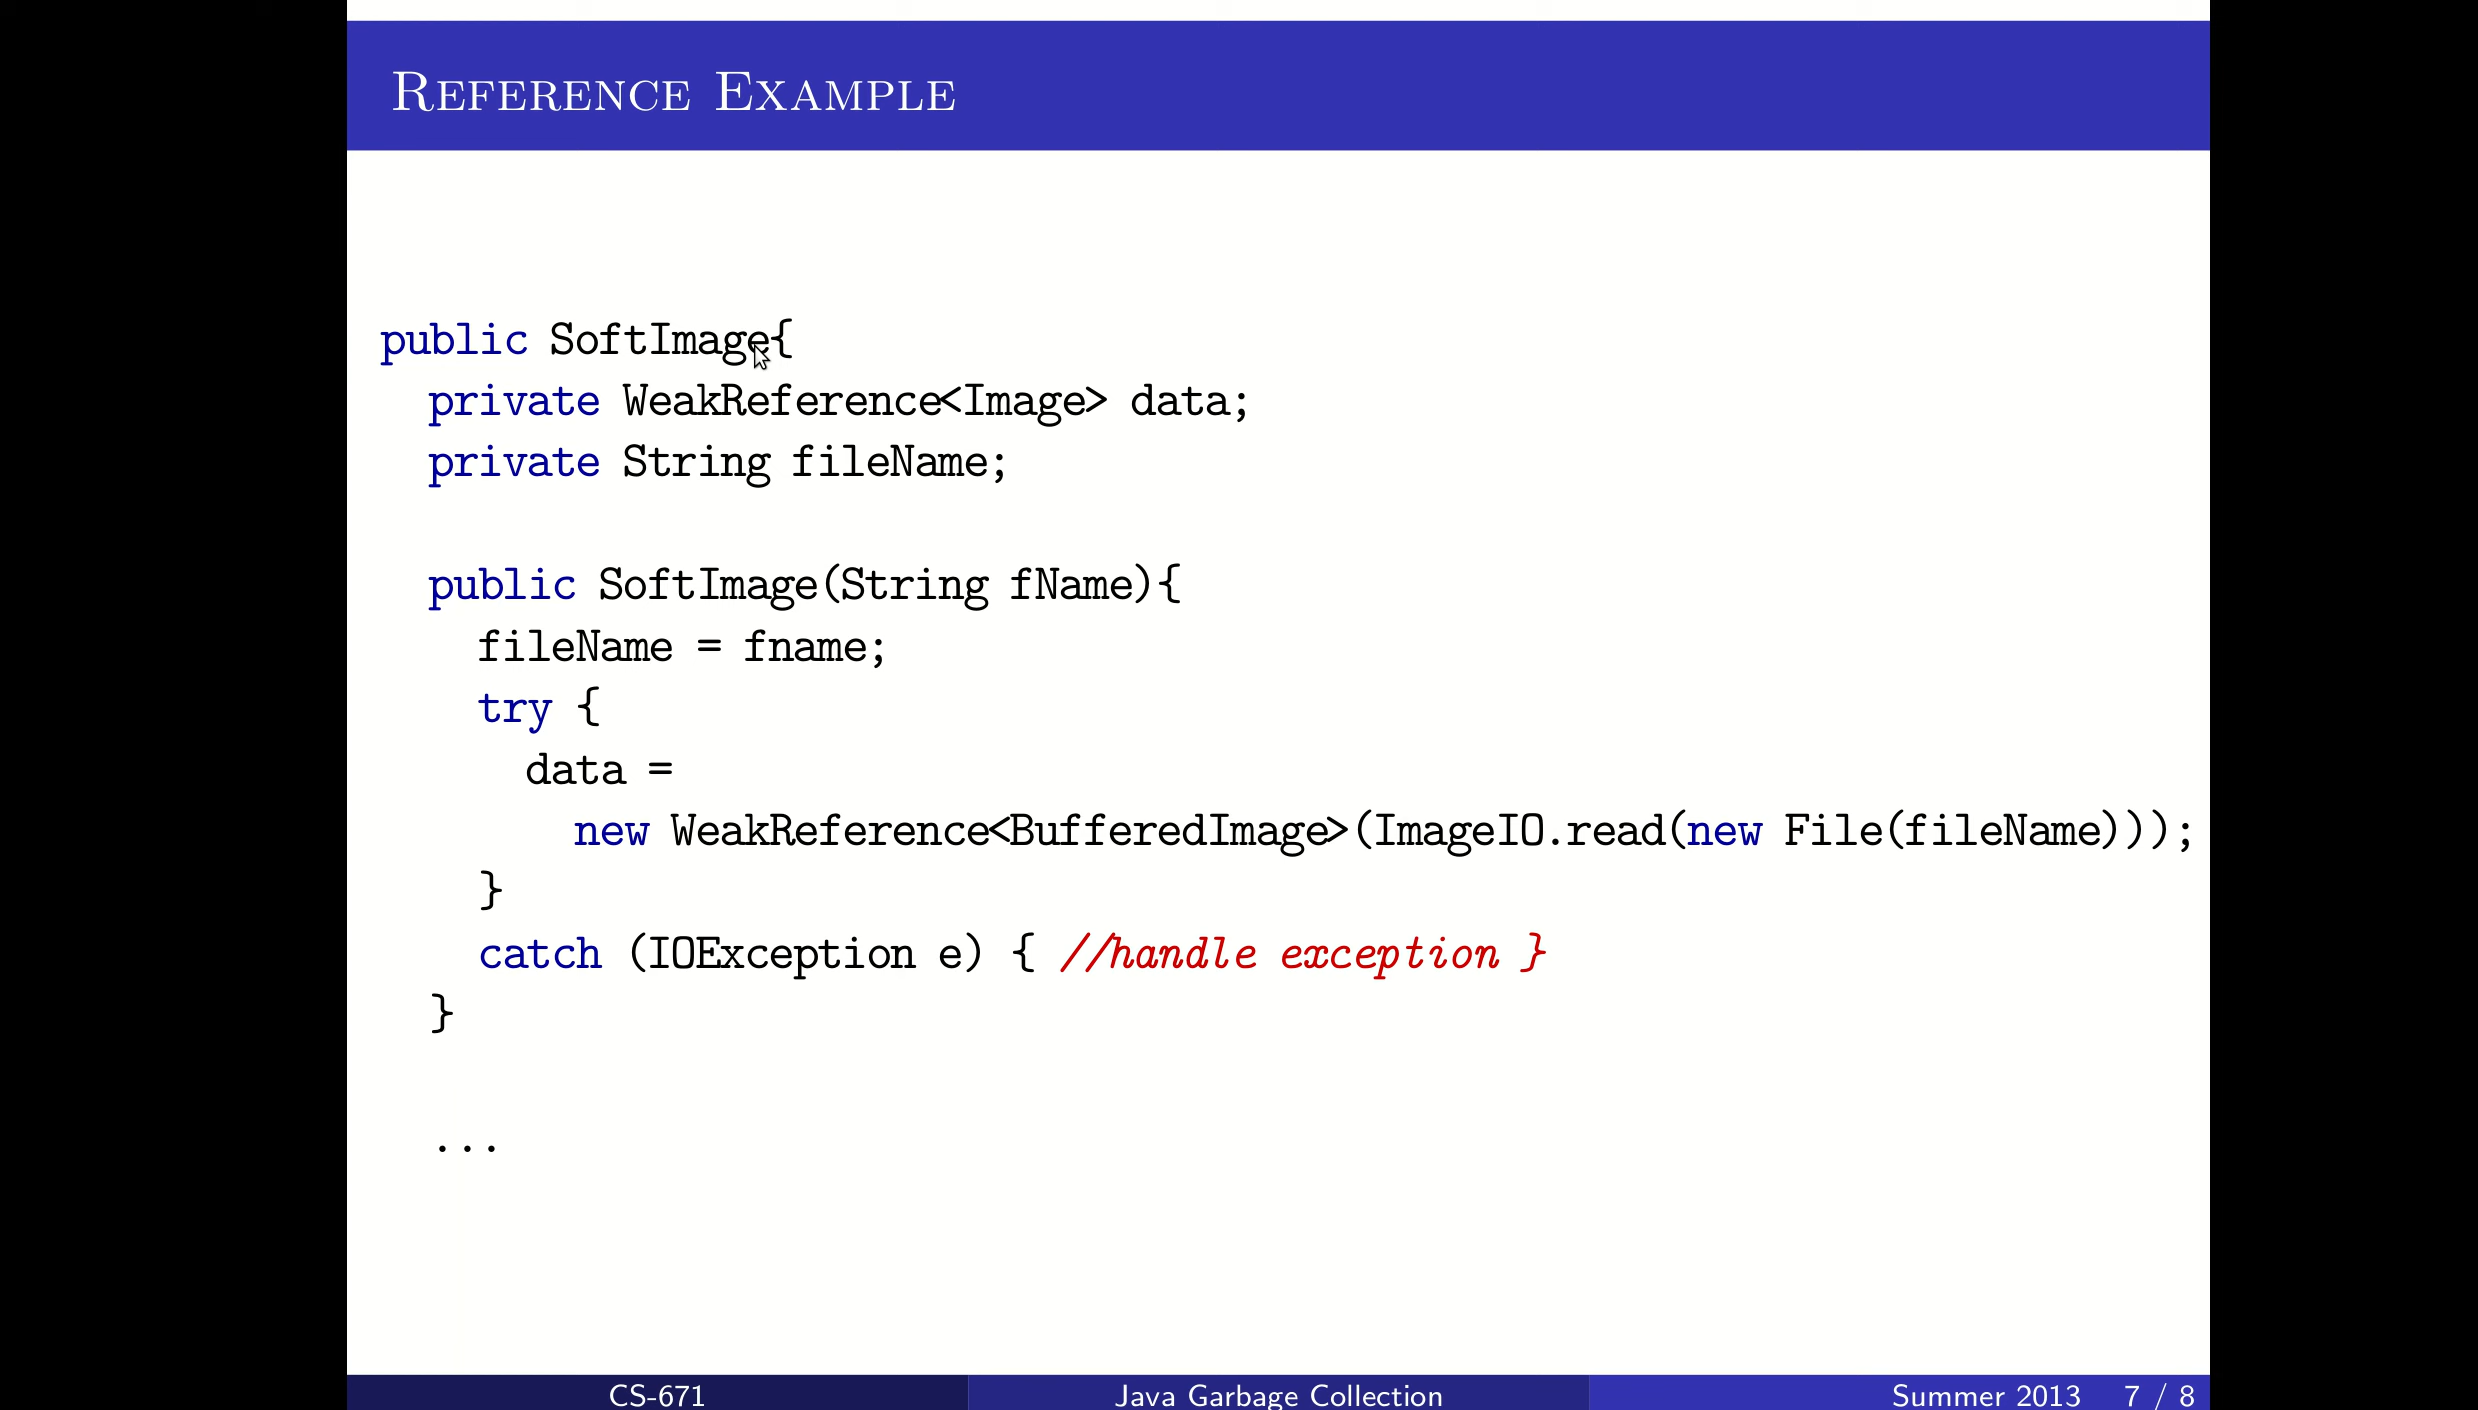 Reference Example
public SoftImage{
private WeakReference<Image> data;
private String fileName;
public SoftImage(String fName){
fileName = fname;
try {
data =
new WeakReference<BufferedImage>(ImageIO.read(new File(fileName)));
}
catch (IOException e) { //handle exception }
}
...
CS-671 Java Garbage Collection Summer 2013 7 / 8